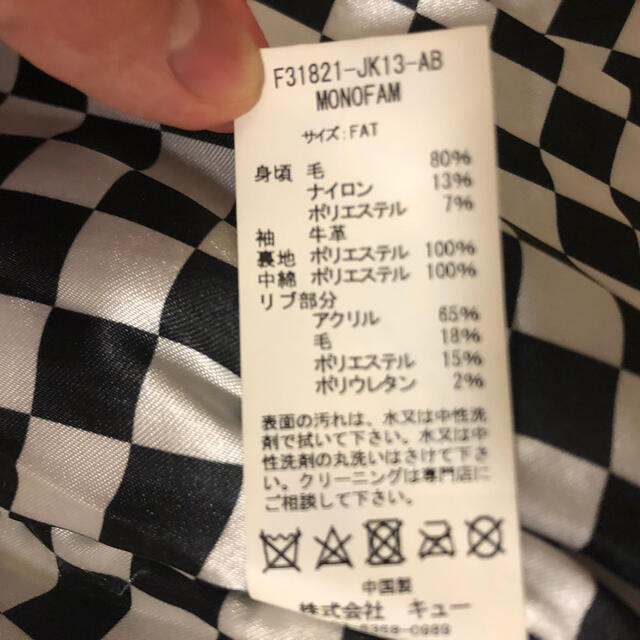 F31821-JK13-AB
MONOFAM
サイズ:FAT
身頃 毛 80%
ナイロン 13%
ポリエステル 7%
袖 牛革
裏地 ポリエステル 100%
中綿 ポリエステル 100%
リブ部分
アクリル 65%
毛 18%
ポリエステル 15%
ポリウレタン 2%
表面の汚れは、水又は中性洗
剤で拭いて下さい。水又は中
性洗剤の丸洗いはさけて下さ
い。クリーニングは専門店に
ご相談して下さい。
中国製
株式会社 キュー